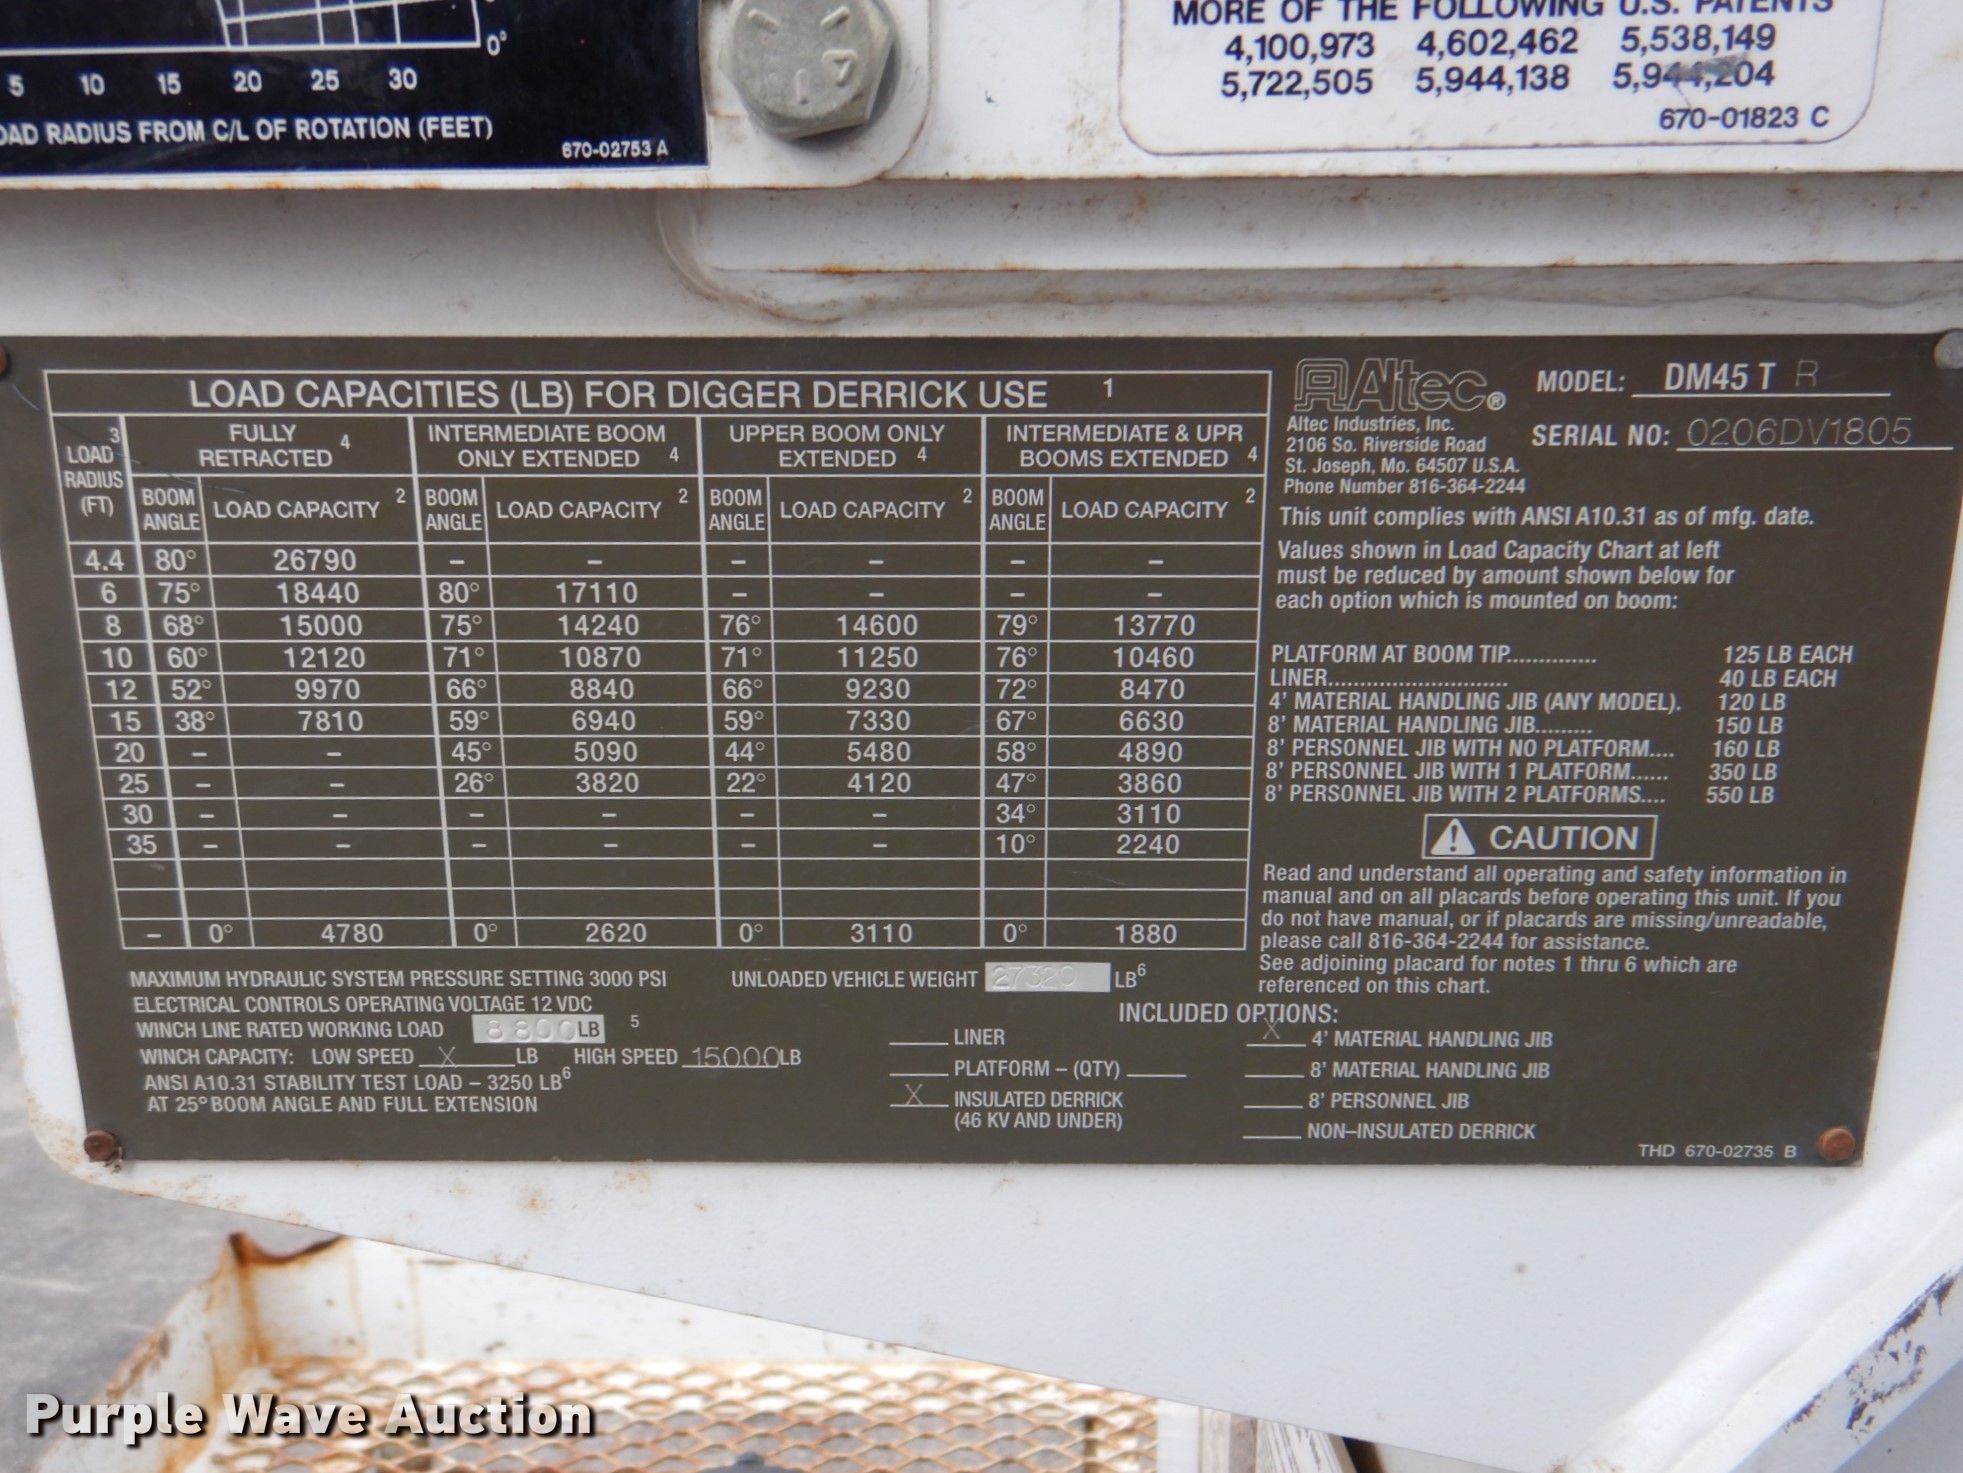 0°
5 10 15 20 25 30
OAD RADIUS FROM C/L OF ROTATION (FEET)
670-02753 A
MORE OF THE FOLLOWING U.S. PATENTS
4,100,973 4,602,462 5,538,149
5,722,505 5,944,138 5,944,204
670-01823 C
LOAD CAPACITIES (LB) FOR DIGGER DERRICK USE 1
3 LOAD RADIUS (FT)
FULLY RETRACTED 4
INTERMEDIATE BOOM ONLY EXTENDED 4
UPPER BOOM ONLY EXTENDED 4
INTERMEDIATE & UPR BOOMS EXTENDED 4
BOOM ANGLE LOAD CAPACITY 2 BOOM ANGLE LOAD CAPACITY 2 BOOM ANGLE LOAD CAPACITY 2 BOOM ANGLE LOAD CAPACITY 2
4.4 80° 26790 – – – – – –
6 75° 18440 80° 17110 – – – –
8 68° 15000 75° 14240 76° 14600 79° 13770
10 60° 12120 71° 10870 71° 11250 76° 10460
12 52° 9970 66° 8840 66° 9230 72° 8470
15 38° 7810 59° 6940 59° 7330 67° 6630
20 – – 45° 5090 44° 5480 58° 4890
25 – – 26° 3820 22° 4120 47° 3860
30 – – – – – – 34° 3110
35 – – – – – – 10° 2240
– 0° 4780 0° 2620 0° 3110 0° 1880
MAXIMUM HYDRAULIC SYSTEM PRESSURE SETTING 3000 PSI
ELECTRICAL CONTROLS OPERATING VOLTAGE 12 VDC
WINCH LINE RATED WORKING LOAD 8800 LB 5
WINCH CAPACITY: LOW SPEED X LB HIGH SPEED 15000 LB
ANSI A10.31 STABILITY TEST LOAD – 3250 LB 6
AT 25° BOOM ANGLE AND FULL EXTENSION
UNLOADED VEHICLE WEIGHT 27320 LB 6
INCLUDED OPTIONS:
___ LINER
___ PLATFORM – (QTY) ___
X INSULATED DERRICK
(46 KV AND UNDER)
X 4' MATERIAL HANDLING JIB
___ 8' MATERIAL HANDLING JIB
___ 8' PERSONNEL JIB
___ NON–INSULATED DERRICK
Altec®
Altec Industries, Inc.
2106 So. Riverside Road
St. Joseph, Mo. 64507 U.S.A.
Phone Number 816-364-2244
MODEL: DM45 T R
SERIAL NO: 0206DV1805
This unit complies with ANSI A10.31 as of mfg. date.
Values shown in Load Capacity Chart at left
must be reduced by amount shown below for
each option which is mounted on boom:
PLATFORM AT BOOM TIP.............. 125 LB EACH
LINER............................ 40 LB EACH
4' MATERIAL HANDLING JIB (ANY MODEL). 120 LB
8' MATERIAL HANDLING JIB......... 150 LB
8' PERSONNEL JIB WITH NO PLATFORM.... 160 LB
8' PERSONNEL JIB WITH 1 PLATFORM...... 350 LB
8' PERSONNEL JIB WITH 2 PLATFORMS.... 550 LB
CAUTION
Read and understand all operating and safety information in
manual and on all placards before operating this unit. If you
do not have manual, or if placards are missing/unreadable,
please call 816-364-2244 for assistance.
See adjoining placard for notes 1 thru 6 which are
referenced on this chart.
THD 670-02735 B
Purple Wave Auction